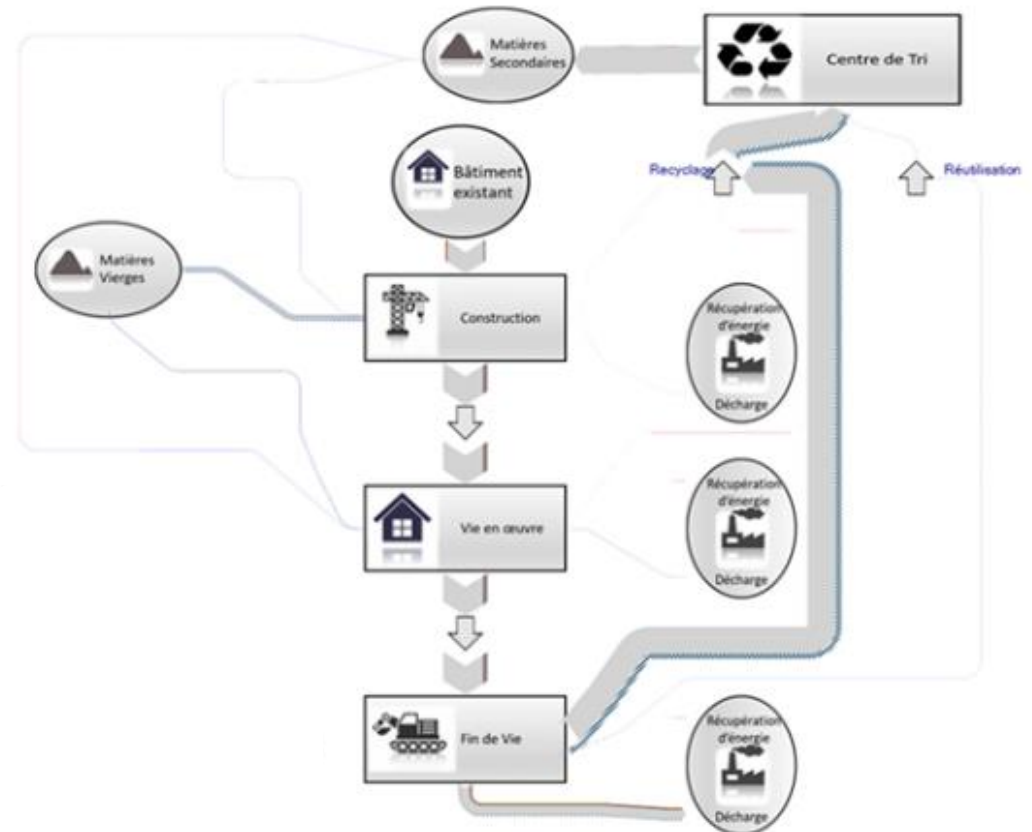 Matières
Secondaires
Centre de Tri
Bâtiment
existant
Recyclage
Réutilisation
Matières
Vierges
Construction
Récupération
d'énergie
Décharge
Vie en œuvre
Récupération
d'énergie
Décharge
Fin de Vie
Récupération
d'énergie
Décharge